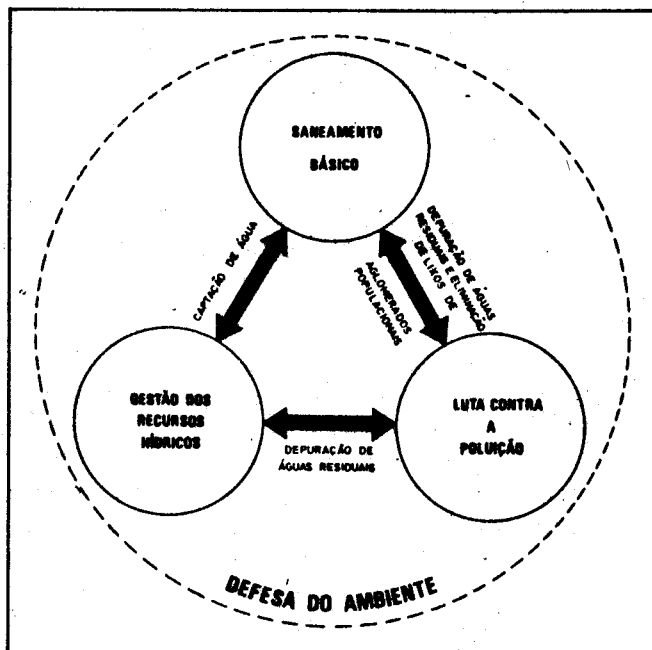 SANEAMENTO
BÁSICO
CAPTAÇÃO DE ÁGUA
DEPURAÇÃO DE ÁGUAS
RESIDUAIS E ELIMINAÇÃO
DE LIXOS DE
AGLOMERADOS
POPULACIONAIS
GESTÃO DOS
RECURSOS
HÍDRICOS
LUTA CONTRA
A
POLUIÇÃO
DEPURAÇÃO DE
ÁGUAS RESIDUAIS
DEFESA DO AMBIENTE